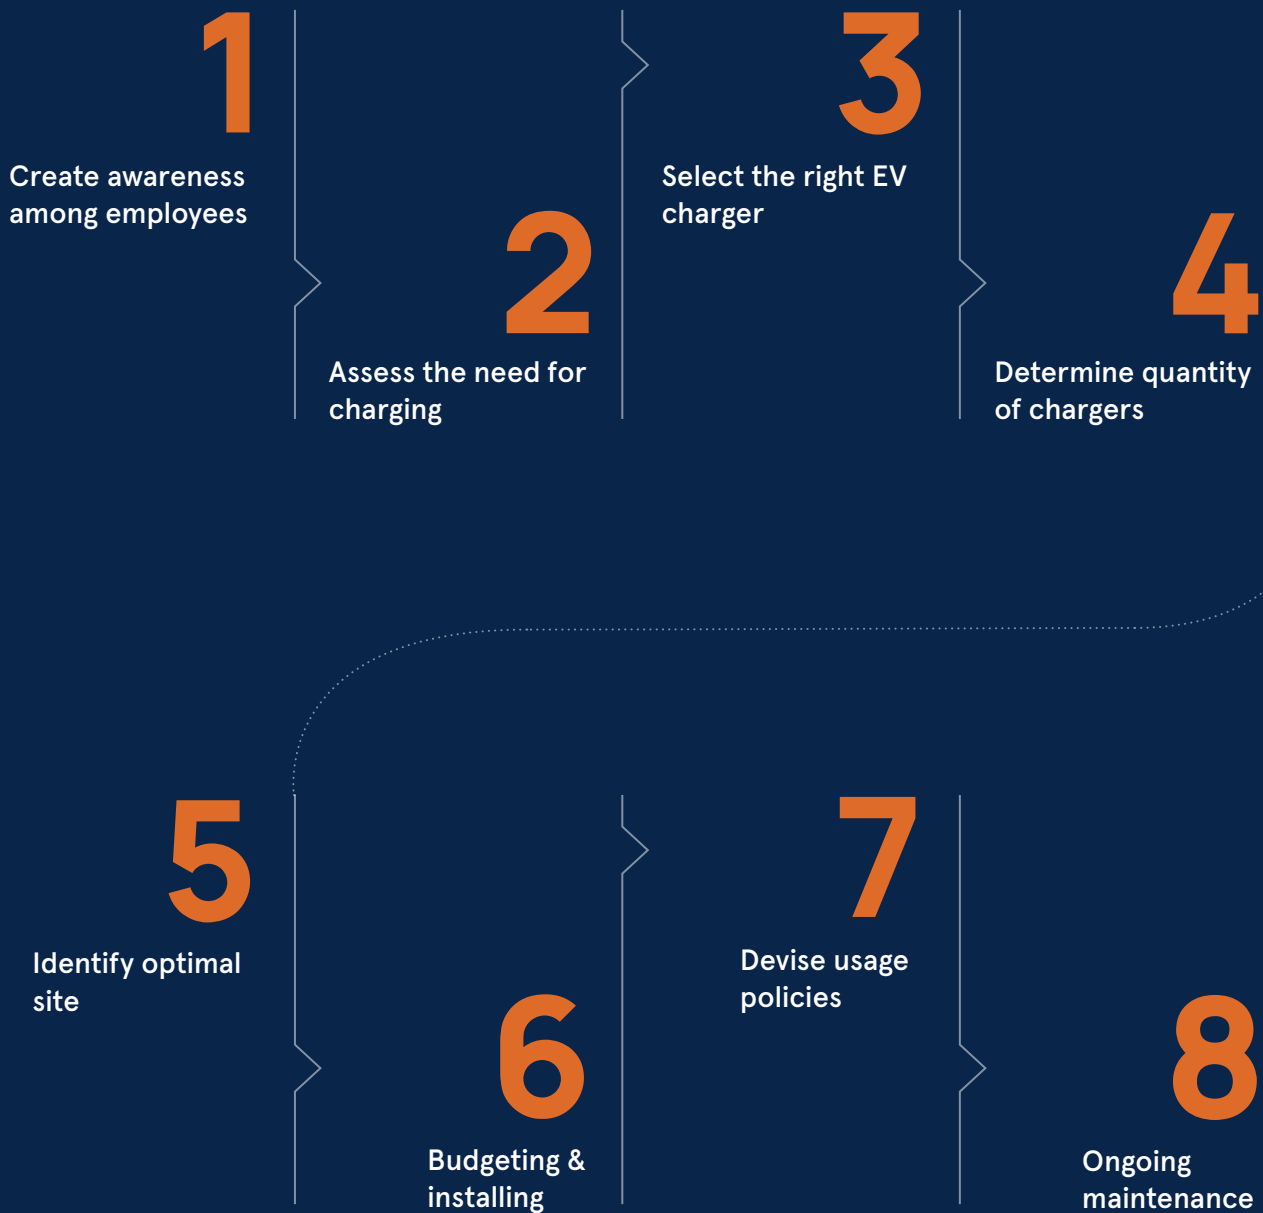 1
Create awareness
among employees
2
Assess the need for
charging
3
Select the right EV
charger
4
Determine quantity
of chargers
5
Identify optimal
site
6
Budgeting &
installing
7
Devise usage
policies
8
Ongoing
maintenance